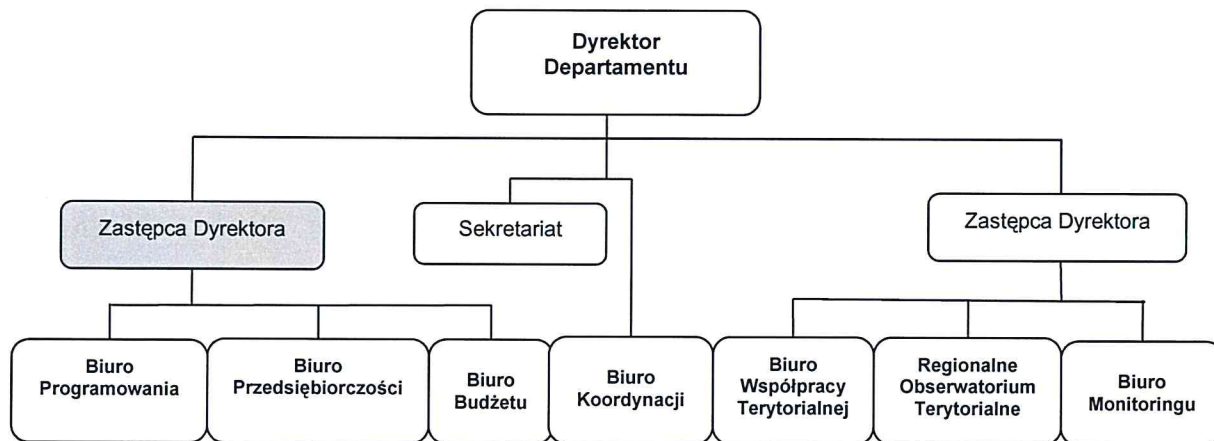 Dyrektor
Departamentu
Zastępca Dyrektora
Sekretariat
Zastępca Dyrektora
Biuro
Programowania
Biuro
Przedsiębiorczości
Biuro
Budżetu
Biuro
Koordynacji
Biuro
Współpracy
Terytorialnej
Regionalne
Obserwatorium
Terytorialne
Biuro
Monitoringu